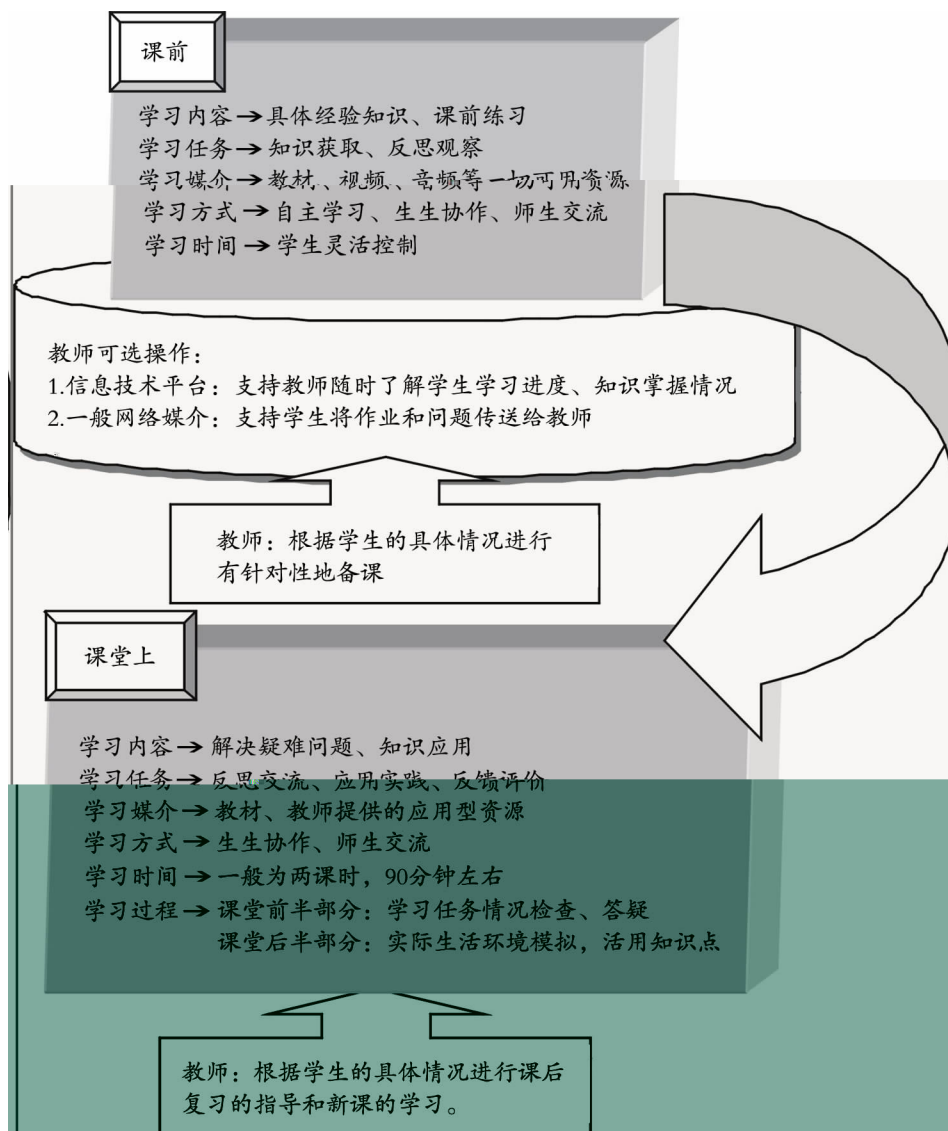 课前
学习内容→具体经验知识、课前练习
学习任务→知识获取、反思观察
学习媒介→教材、视频、音频等一切可用资源
学习方式→自主学习、生生协作、师生交流
学习时间→学生灵活控制
教师可选操作：
1.信息技术平台：支持教师随时了解学生学习进度、知识掌握情况
2.一般网络媒介：支持学生将作业和问题传送给教师
教师：根据学生的具体情况进行
有针对性地备课
课堂上
学习内容→解决疑难问题、知识应用
学习任务→反思交流、应用实践、反馈评价
学习媒介→教材、教师提供的应用型资源
学习方式→生生协作、师生交流
学习时间→一般为两课时，90分钟左右
学习过程→课堂前半部分：学习任务情况检查、答疑
课堂后半部分：实际生活环境模拟，活用知识点
教师：根据学生的具体情况进行课后
复习的指导和新课的学习。